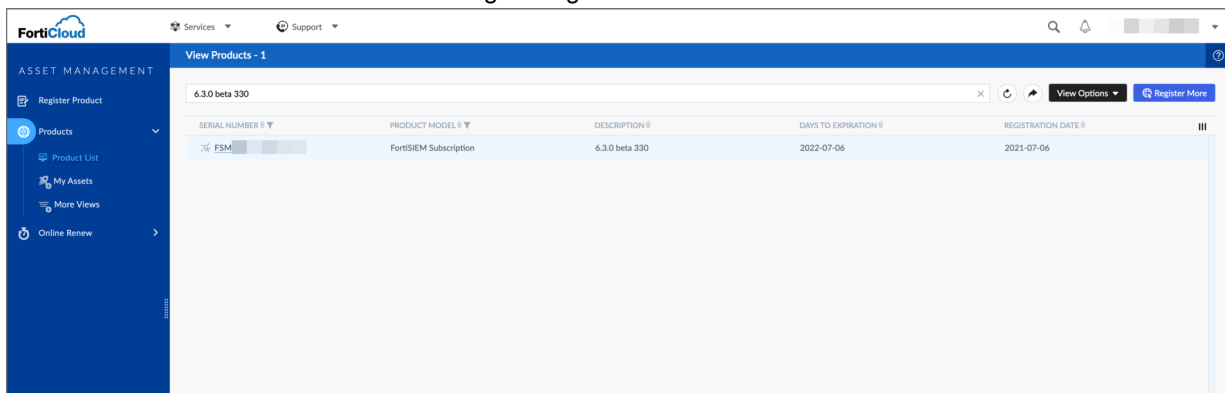 FortiCloud
Services
Support
ASSET MANAGEMENT
Register Product
Products
Product List
My Assets
More Views
Online Renew
View Products - 1
6.3.0 beta 330
View Options
Register More
SERIAL NUMBER PRODUCT MODEL DESCRIPTION DAYS TO EXPIRATION REGISTRATION DATE
FSM FortiSIEM Subscription 6.3.0 beta 330 2022-07-06 2021-07-06